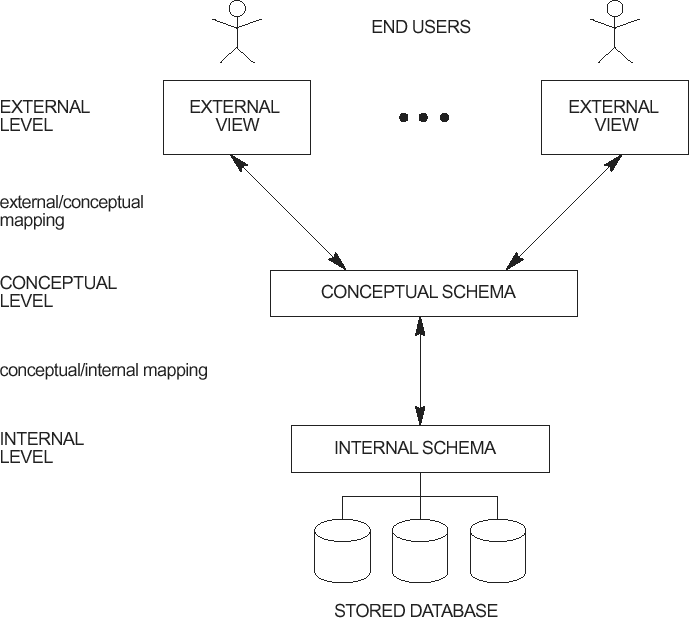 END USERS
EXTERNAL
LEVEL
EXTERNAL
VIEW
EXTERNAL
VIEW
external/conceptual
mapping
CONCEPTUAL
LEVEL
CONCEPTUAL SCHEMA
conceptual/internal mapping
INTERNAL
LEVEL
INTERNAL SCHEMA
STORED DATABASE